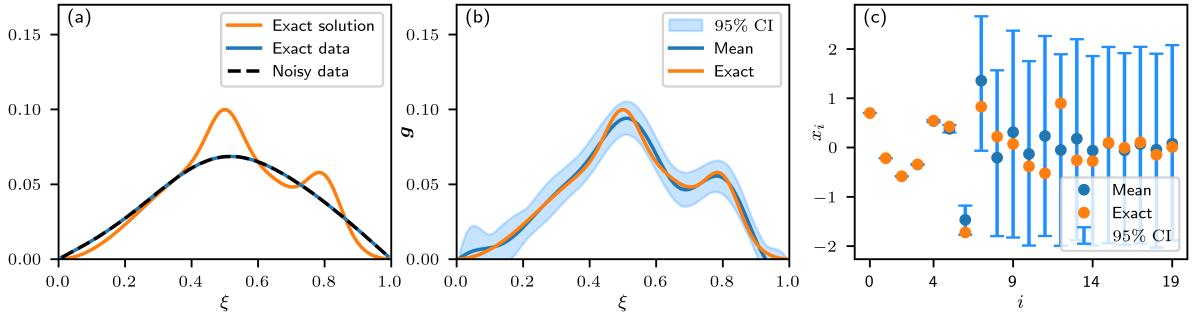 (a)
Exact solution
Exact data
Noisy data
0.15
0.10
0.05
0.00
0.0 0.2 0.4 0.6 0.8 1.0
ξ
(b)
95% CI
Mean
Exact
g
0.15
0.10
0.05
0.00
0.0 0.2 0.4 0.6 0.8 1.0
ξ
(c)
x_i
2
1
0
−1
−2
Mean
Exact
95% CI
0 4 9 14 19
i